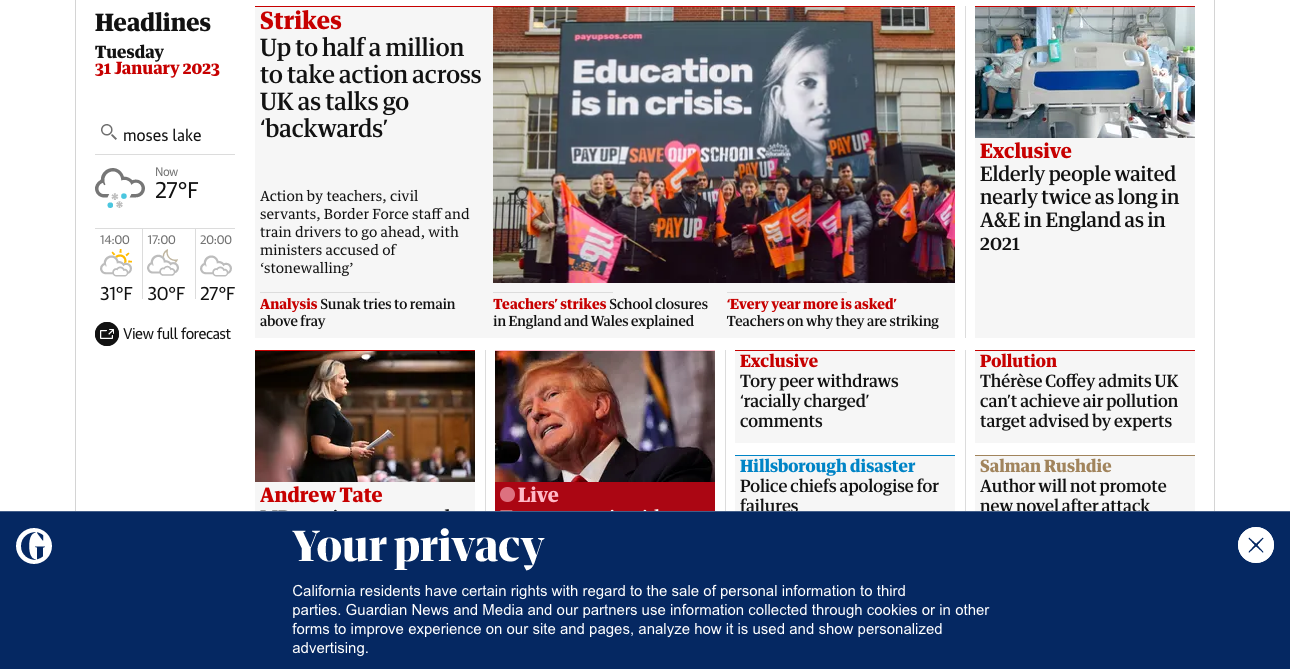 Headlines
Tuesday
31 January 2023
moses lake
Now
27°F
14:00
17:00
20:00
31°F
30°F
27°F
View full forecast
Strikes
Up to half a million
to take action across
UK as talks go
‘backwards’
Action by teachers, civil
servants, Border Force staff and
train drivers to go ahead, with
ministers accused of
‘stonewalling’
Analysis Sunak tries to remain
above fray
payupsos.com
Education
is in crisis.
PAY UP! SAVE OUR SCHOOLS
PAY UP
PAY UP
PAY UP
Teachers’ strikes School closures
in England and Wales explained
‘Every year more is asked’
Teachers on why they are striking
Exclusive
Elderly people waited
nearly twice as long in
A&E in England as in
2021
Andrew Tate
Live
Exclusive
Tory peer withdraws
‘racially charged’
comments
Hillsborough disaster
Police chiefs apologise for
failures
Pollution
Thérèse Coffey admits UK
can’t achieve air pollution
target advised by experts
Salman Rushdie
Author will not promote
new novel after attack
Your privacy
California residents have certain rights with regard to the sale of personal information to third
parties. Guardian News and Media and our partners use information collected through cookies or in other
forms to improve experience on our site and pages, analyze how it is used and show personalized
advertising.